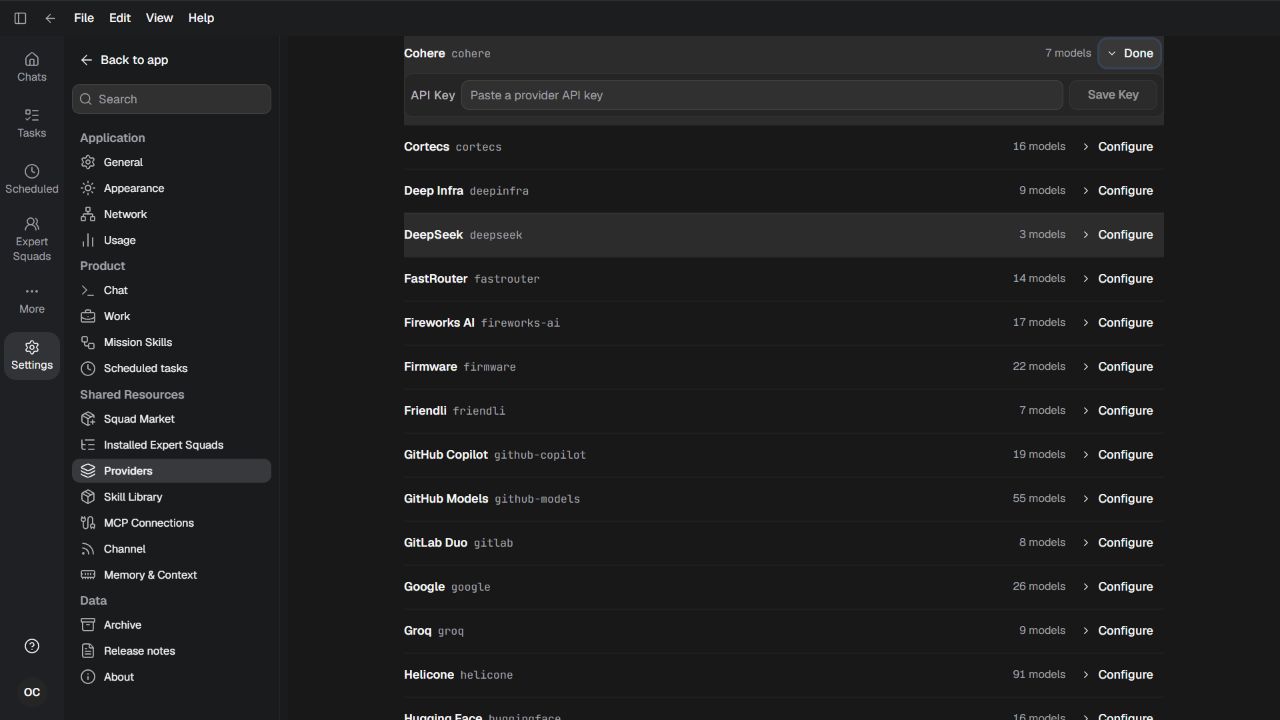 File Edit View Help
Chats
Tasks
Scheduled
Expert
Squads
More
Settings
OC
Back to app
Search
Application
General
Appearance
Network
Usage
Product
Chat
Work
Mission Skills
Scheduled tasks
Shared Resources
Squad Market
Installed Expert Squads
Providers
Skill Library
MCP Connections
Channel
Memory & Context
Data
Archive
Release notes
About
Cohere cohere 7 models Done
API Key Paste a provider API key Save Key
Cortecs cortecs 16 models Configure
Deep Infra deepinfra 9 models Configure
DeepSeek deepseek 3 models Configure
FastRouter fastrouter 14 models Configure
Fireworks AI fireworks-ai 17 models Configure
Firmware firmware 22 models Configure
Friendli friendli 7 models Configure
GitHub Copilot github-copilot 19 models Configure
GitHub Models github-models 55 models Configure
GitLab Duo gitlab 8 models Configure
Google google 26 models Configure
Groq groq 9 models Configure
Helicone helicone 91 models Configure
Hugging Face huggingface 16 models Configure